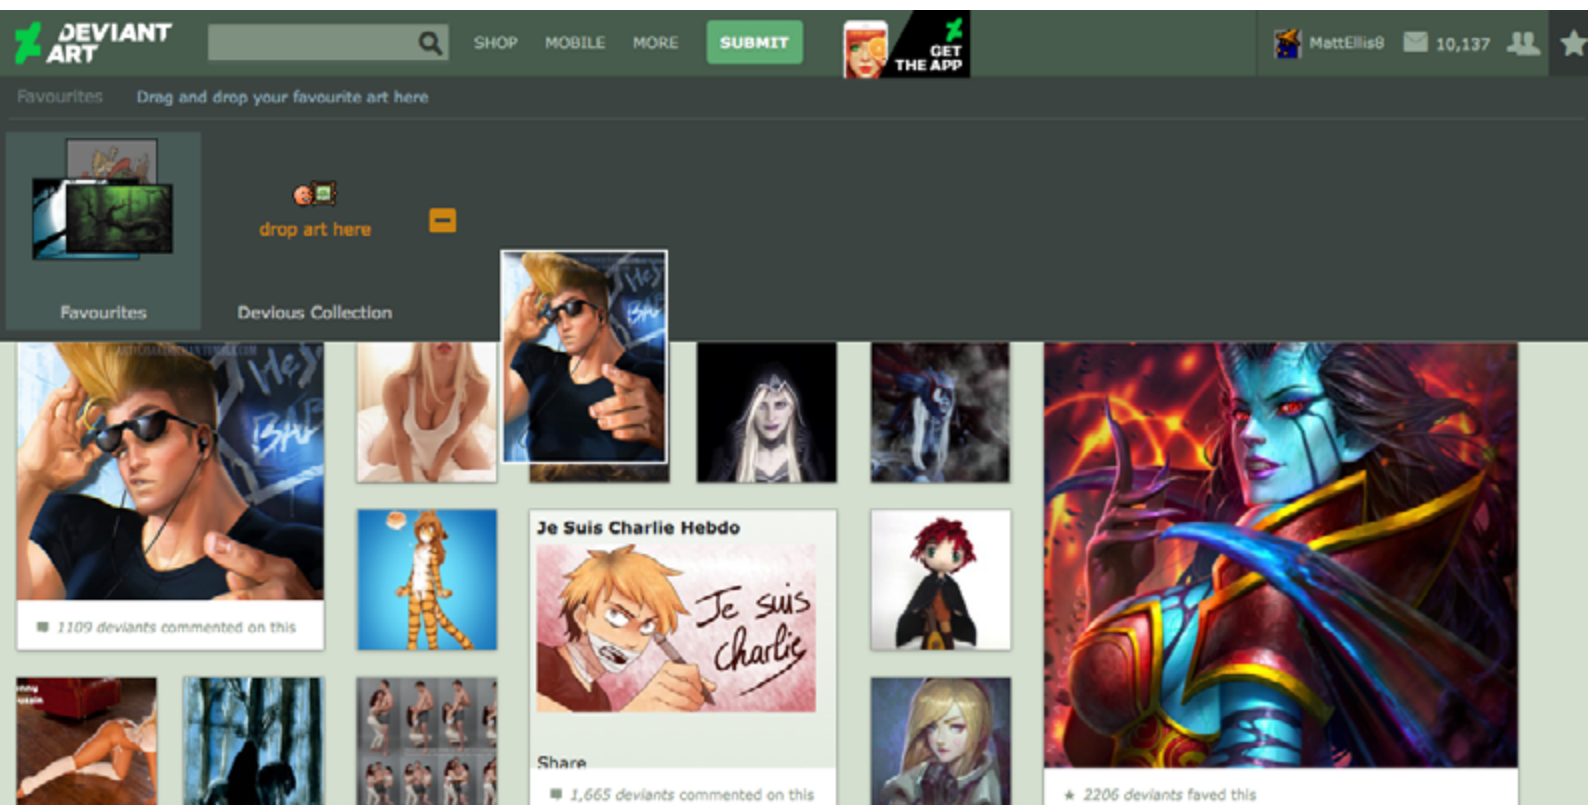 DEVIANT
ART
SHOP
MOBILE
MORE
SUBMIT
GET
THE APP
MattEllis8
10,137
Favourites
Drag and drop your favourite art here
drop art here
Favourites
Devious Collection
Hey
Hey
1109 deviants commented on this
Je Suis Charlie Hebdo
Je suis
charlie
Share
1,665 deviants commented on this
2206 deviants faved this